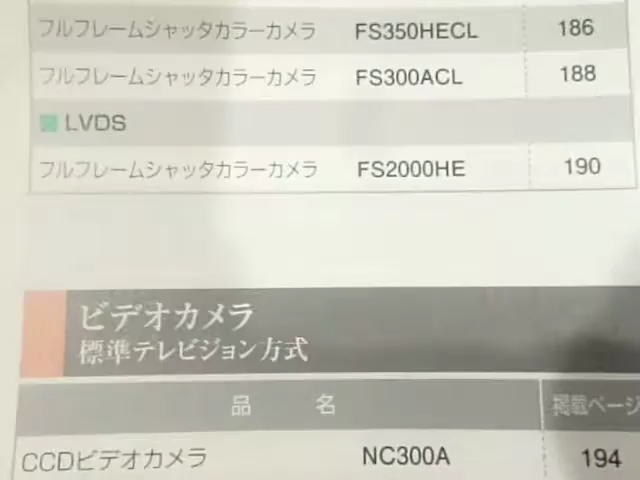 フルフレームシャッタカラーカメラ FS350HECL 186
フルフレームシャッタカラーカメラ FS300ACL 188
LVDS
フルフレームシャッタカラーカメラ FS2000HE 190
ビデオカメラ
標準テレビジョン方式
品 名 掲載ページ
CCDビデオカメラ NC300A 194